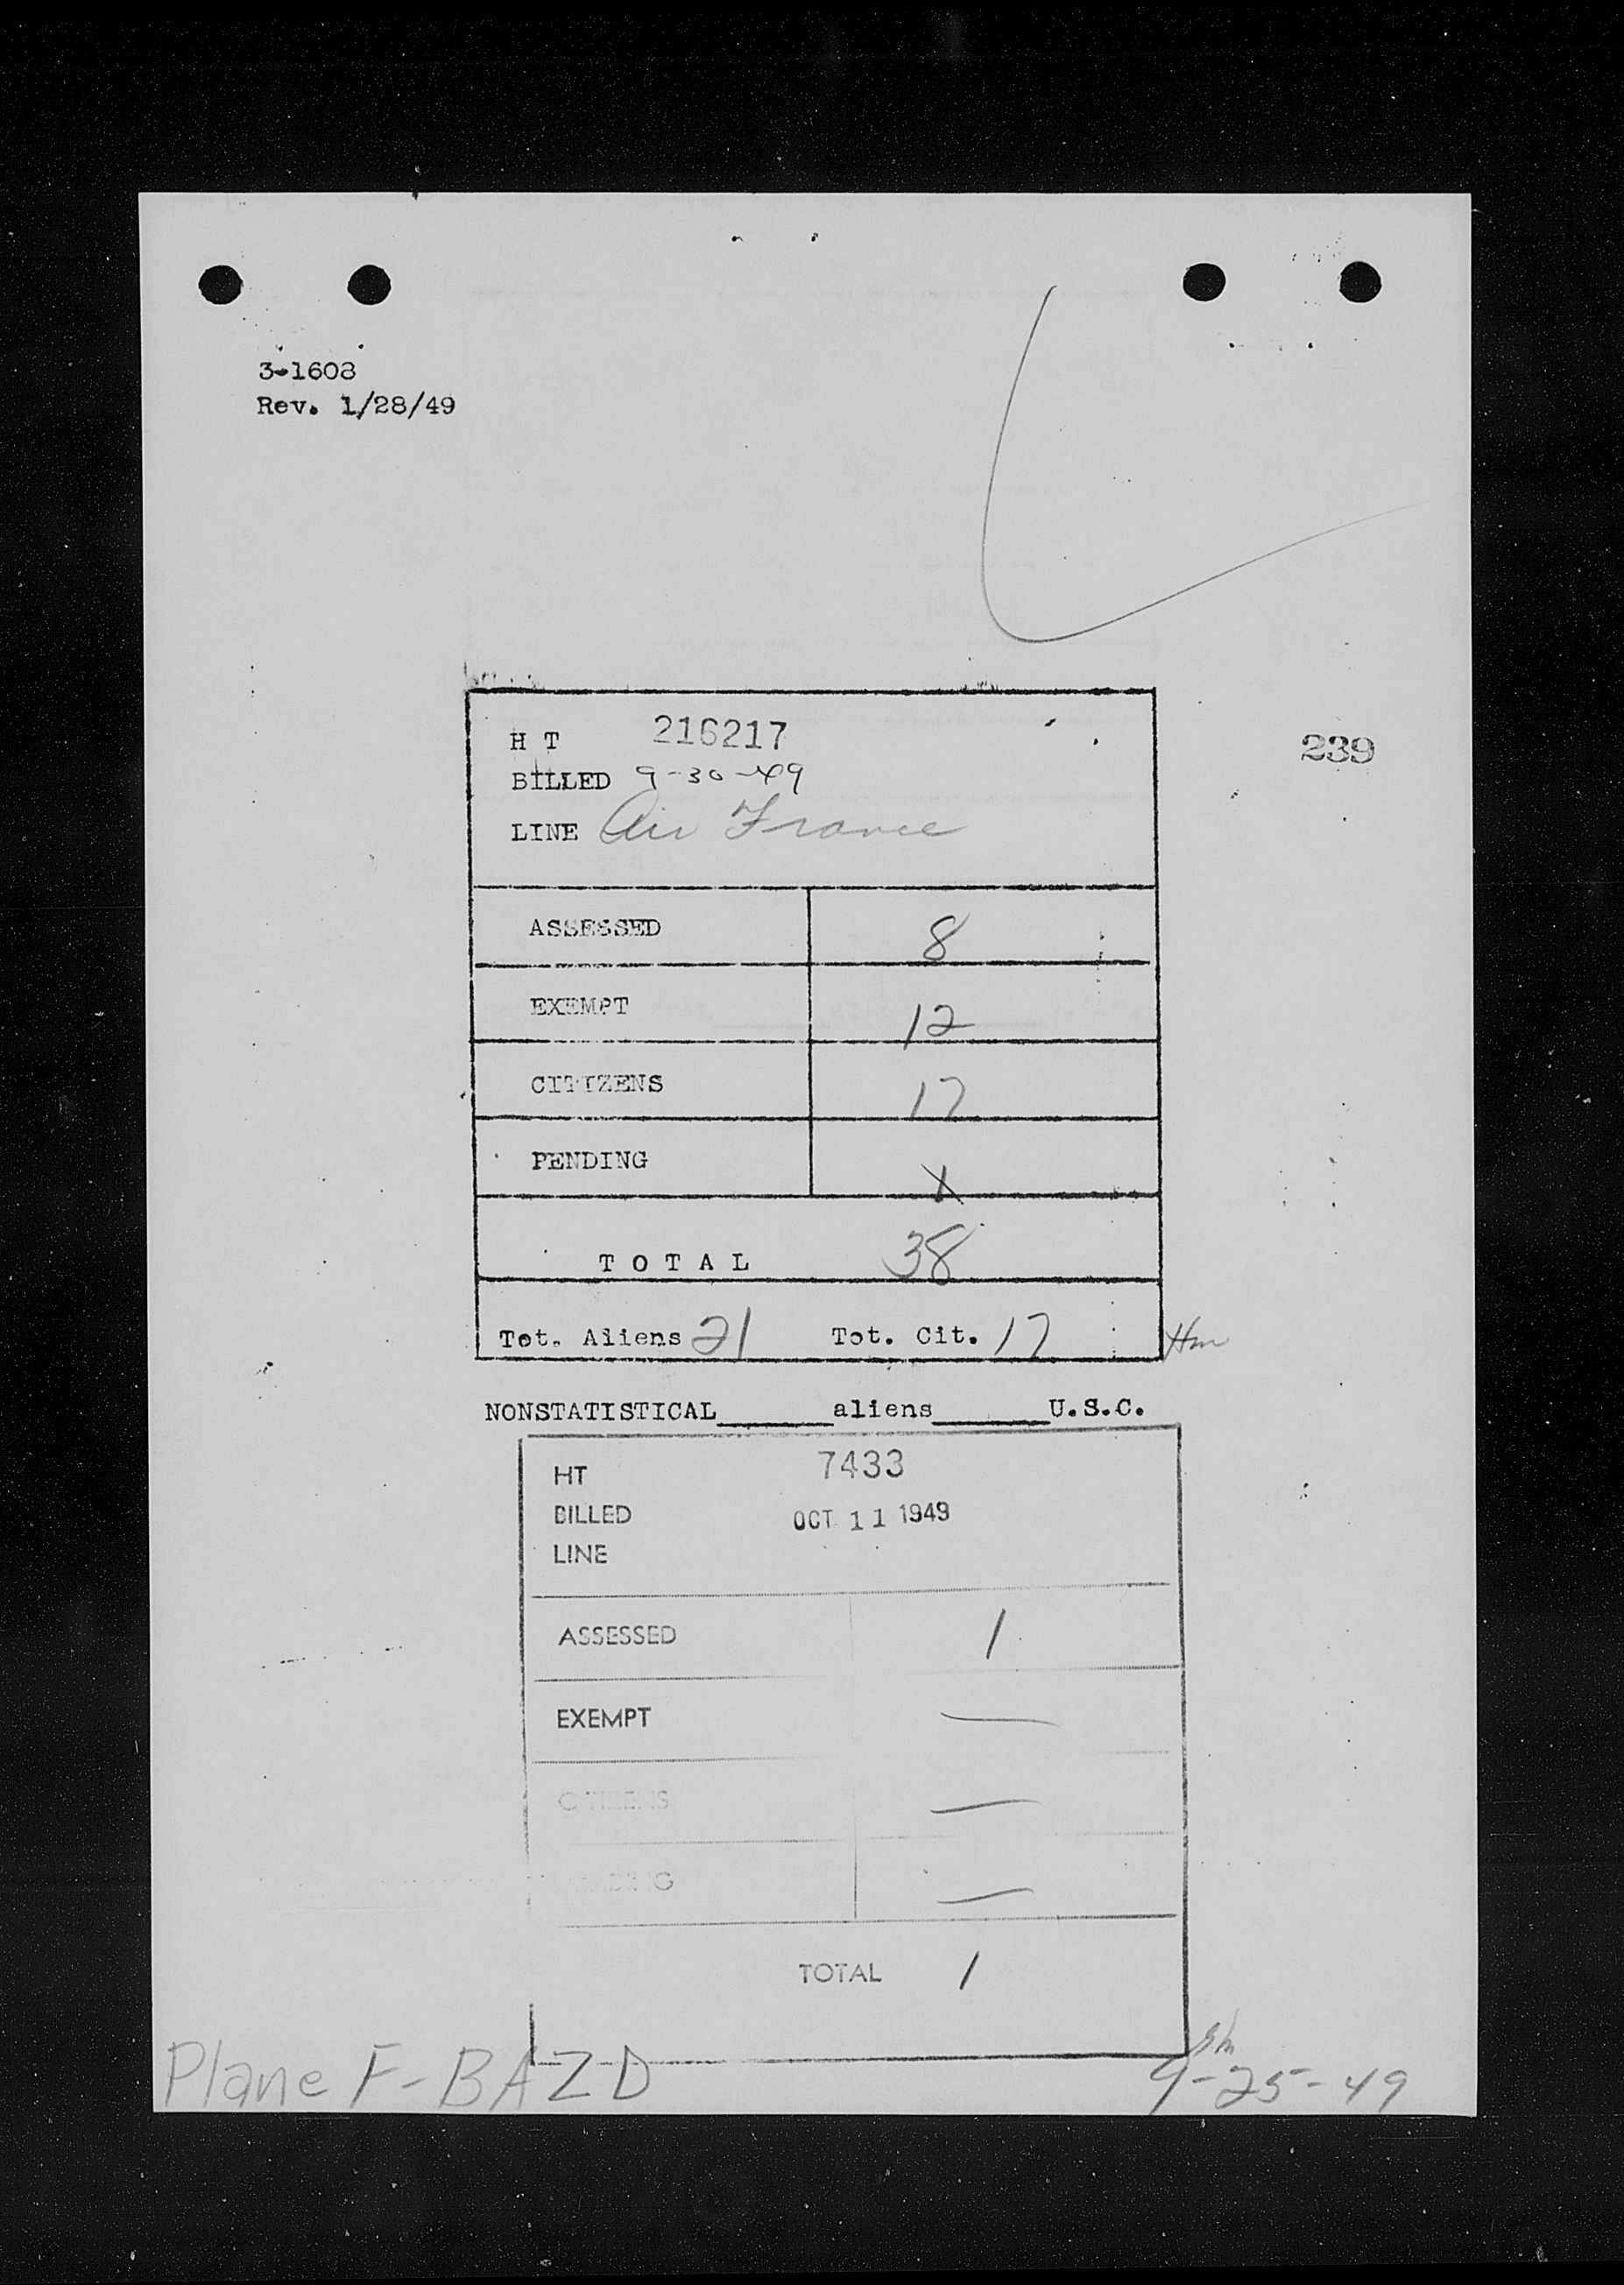 3-1608
Rev. 1/28/49
239
H T 216217
BILLED 9-30-49
LINE Air France
ASSESSED 8
EXEMPT 12
CITIZENS 17
PENDING X
TOTAL 38
Tot. Aliens 21 Tot. Cit. 17
NONSTATISTICAL______aliens______U.S.C.
HT 7433
BILLED OCT 11 1949
LINE
ASSESSED 1
EXEMPT —
CITIZENS —
—
TOTAL 1
Plane F-BAZD 9-25-49